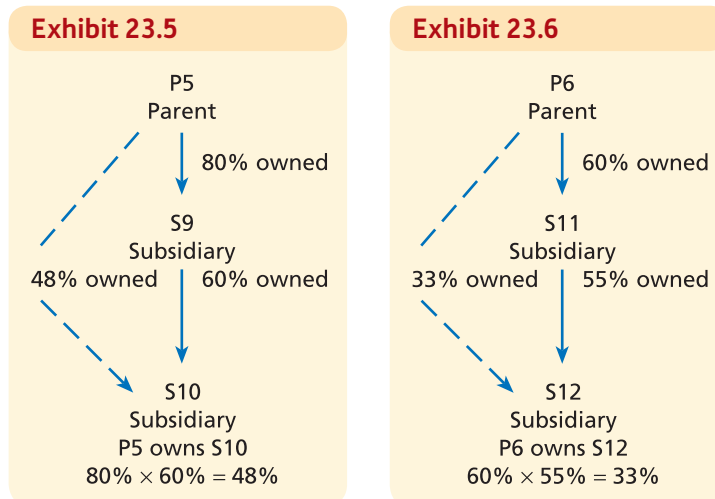 Exhibit 23.5
P5
Parent
80% owned
S9
Subsidiary
48% owned
60% owned
S10
Subsidiary
P5 owns S10
80% × 60% = 48%
Exhibit 23.6
P6
Parent
60% owned
S11
Subsidiary
33% owned
55% owned
S12
Subsidiary
P6 owns S12
60% × 55% = 33%